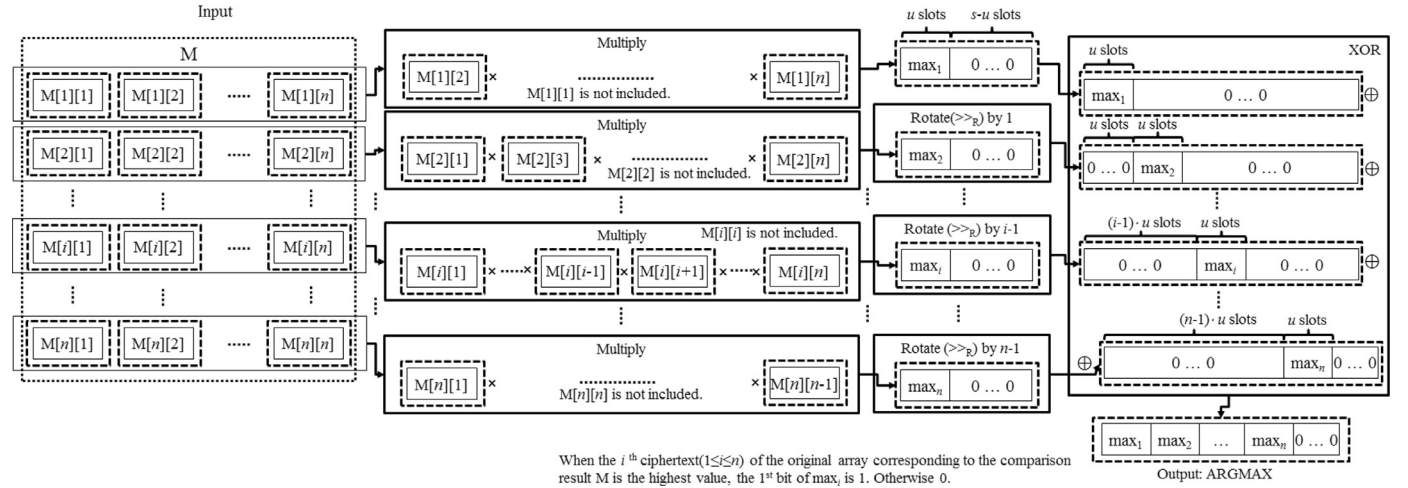 Input
M
M[1][1] M[1][2] ..... M[1][n]
M[2][1] M[2][2] ..... M[2][n]
M[i][1] M[i][2] ..... M[i][n]
M[n][1] M[n][2] ..... M[n][n]
Multiply
M[1][2] × ................. × M[1][n]
M[1][1] is not included.
Multiply
M[2][1] × M[2][3] × ................. × M[2][n]
M[2][2] is not included.
Multiply
M[i][i] is not included.
M[i][1] × ..... × M[i][i-1] × M[i][i+1] × ..... × M[i][n]
Multiply
M[n][1] × ................. × M[n][n-1]
M[n][n] is not included.
u slots s-u slots
max₁ 0 … 0
Rotate(>>R) by 1
max₂ 0 … 0
Rotate (>>R) by i-1
maxᵢ 0 … 0
Rotate (>>R) by n-1
maxₙ 0 … 0
XOR
u slots
max₁ 0 … 0 ⊕
u slots u slots
0 … 0 max₂ 0 … 0 ⊕
(i-1)· u slots u slots
0 … 0 maxᵢ 0 … 0 ⊕
(n-1)· u slots u slots
⊕ 0 … 0 maxₙ 0 … 0
max₁ max₂ … maxₙ 0 … 0
Output: ARGMAX
When the i th ciphertext(1≤i≤n) of the original array corresponding to the comparison
result M is the highest value, the 1st bit of maxᵢ is 1. Otherwise 0.